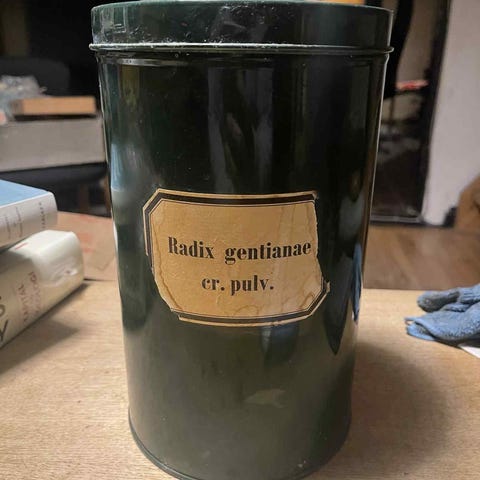 Radix gentianae
cr. pulv.